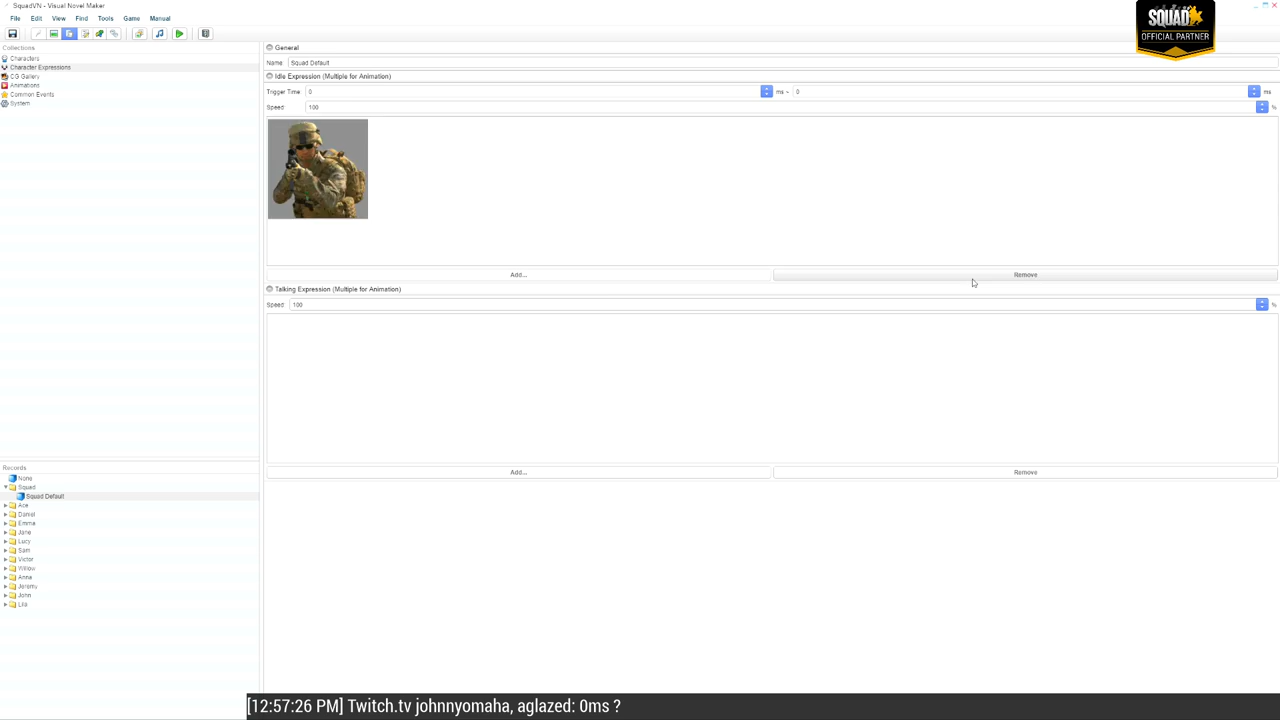 SquadVN - Visual Novel Maker
File Edit View Find Tools Game Manual
SQUAD
OFFICIAL PARTNER
Collections
Characters
Character Expressions
CG Gallery
Animations
Common Events
System
General
Name Squad Default
Idle Expression (Multiple for Animation)
Trigger Time 0 ms - 0 ms
Speed 100 %
Add... Remove
Talking Expression (Multiple for Animation)
Speed 100 %
Add... Remove
Records
None
Squad
Squad Default
Ace
Daniel
Emma
Jane
Lucy
Sam
Victor
Willou
Anna
Jeremy
John
Lila
[12:57:26 PM] Twitch.tv johnnyomaha, aglazed: 0ms ?